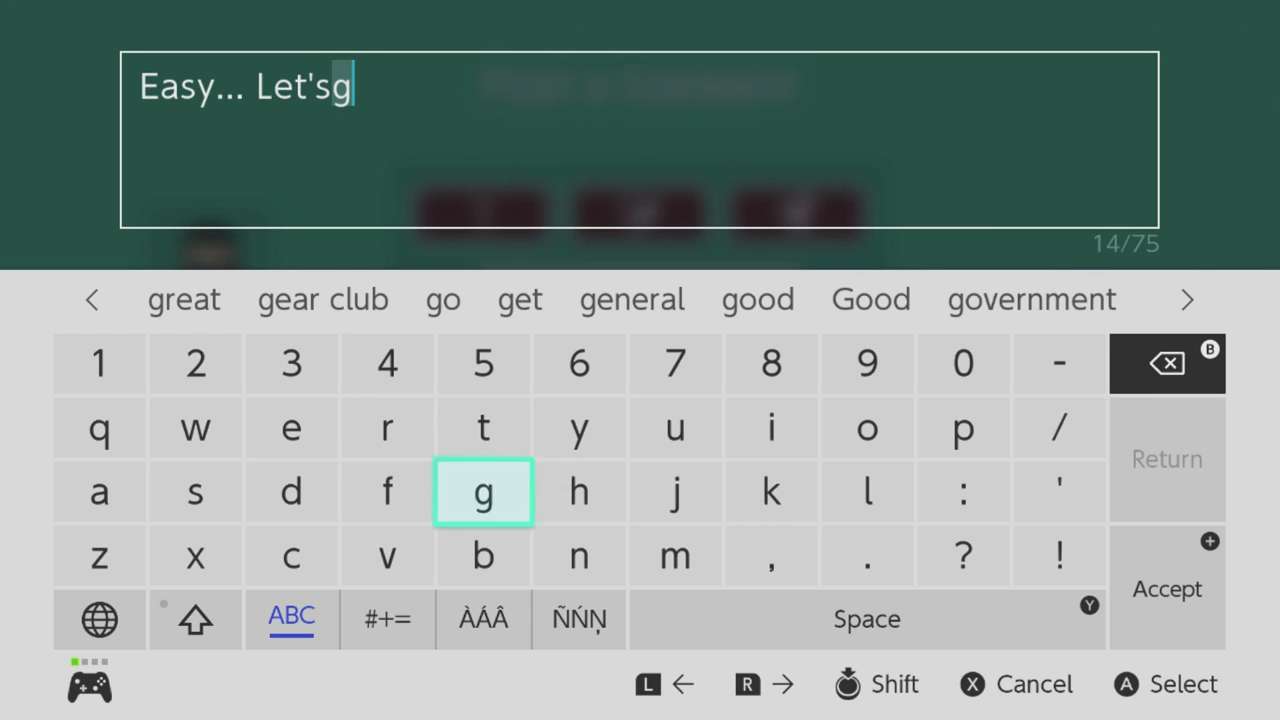 Easy... Let'sg
14/75
great gear club go get general good Good government
1 2 3 4 5 6 7 8 9 0 - B
q w e r t y u i o p / Return
a s d f g h j k l : '
z x c v b n m , . ? ! + Accept
ABC #+= ÀÁÂ ÑŃŅ Space Y
L ← R → Shift X Cancel A Select